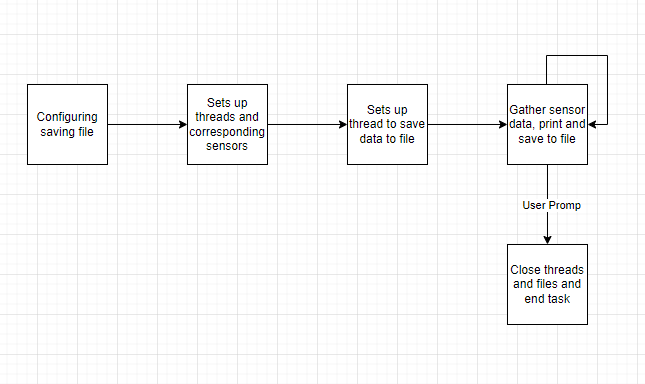 Configuring
saving file
Sets up
threads and
corresponding
sensors
Sets up
thread to save
data to file
Gather sensor
data, print and
save to file
User Promp
Close threads
and files and
end task